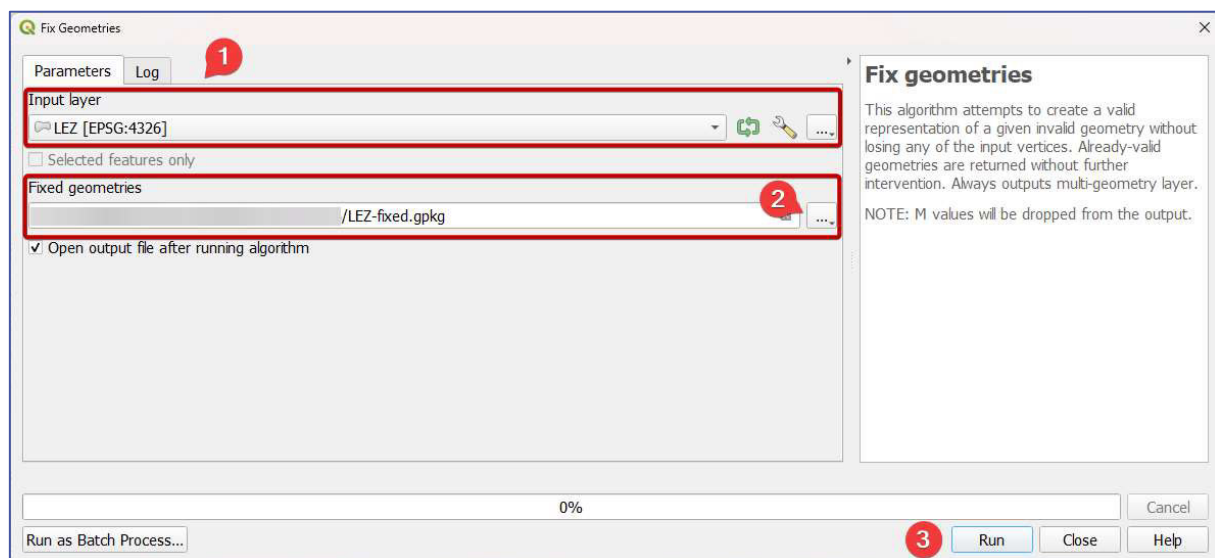 Fix Geometries
1
Parameters
Log
Input layer
LEZ [EPSG:4326]
...
Selected features only
Fixed geometries
/LEZ-fixed.gpkg
2
...
Open output file after running algorithm
Fix geometries
This algorithm attempts to create a valid
representation of a given invalid geometry without
losing any of the input vertices. Already-valid
geometries are returned without further
intervention. Always outputs multi-geometry layer.
NOTE: M values will be dropped from the output.
0%
Cancel
Run as Batch Process...
3
Run
Close
Help